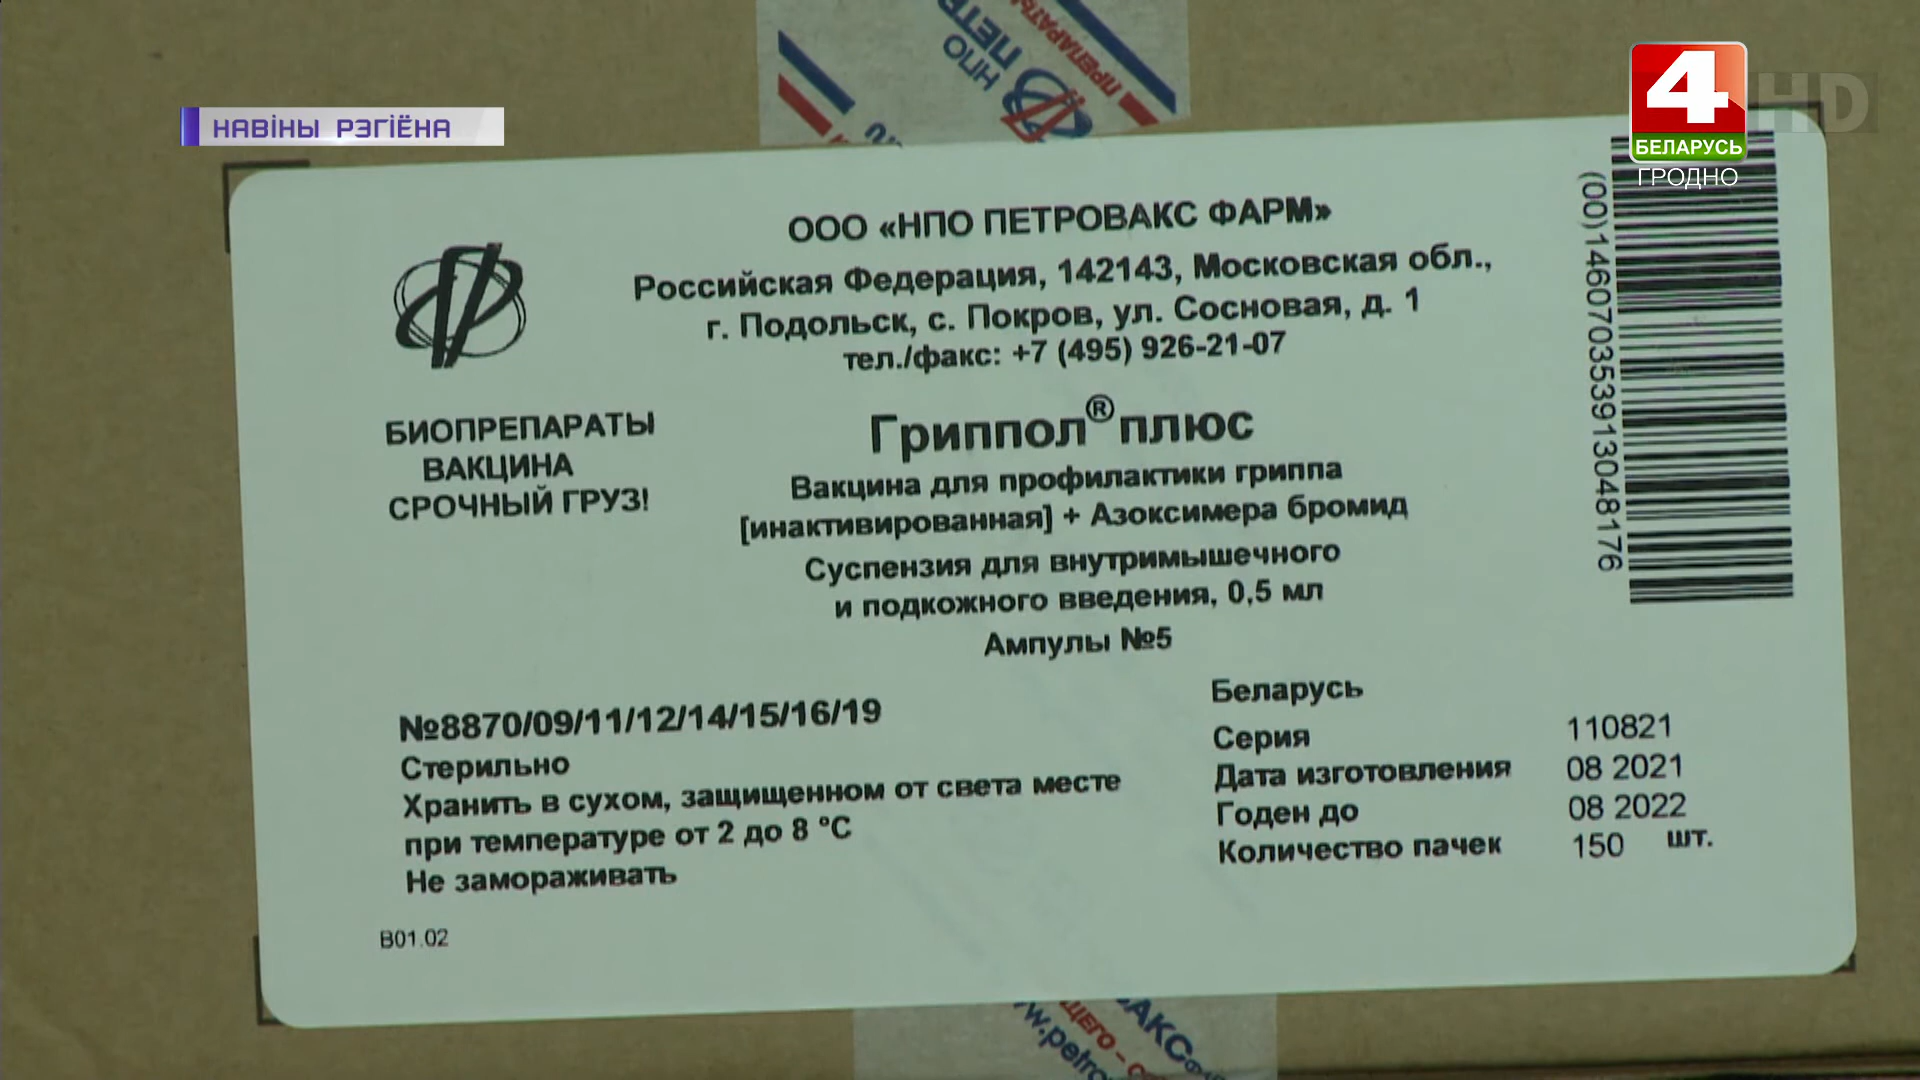 НПО
ПЕТР
ПРЕПАРАТЫ
НАВІНЫ РЭГІЁНА
4
HD
БЕЛАРУСЬ
ГРОДНО
ООО «НПО ПЕТРОВАКС ФАРМ»
Российская Федерация, 142143, Московская обл.,
г. Подольск, с. Покров, ул. Сосновая, д. 1
тел./факс: +7 (495) 926-21-07
БИОПРЕПАРАТЫ
ВАКЦИНА
СРОЧНЫЙ ГРУЗ!
Гриппол® плюс
Вакцина для профилактики гриппа
[инактивированная] + Азоксимера бромид
Суспензия для внутримышечного
и подкожного введения, 0,5 мл
Ампулы №5
(00)146070353913048176
№8870/09/11/12/14/15/16/19
Стерильно
Хранить в сухом, защищенном от света месте
при температуре от 2 до 8 °С
Не замораживать
Беларусь
Серия 110821
Дата изготовления 08 2021
Годен до 08 2022
Количество пачек 150 шт.
В01.02